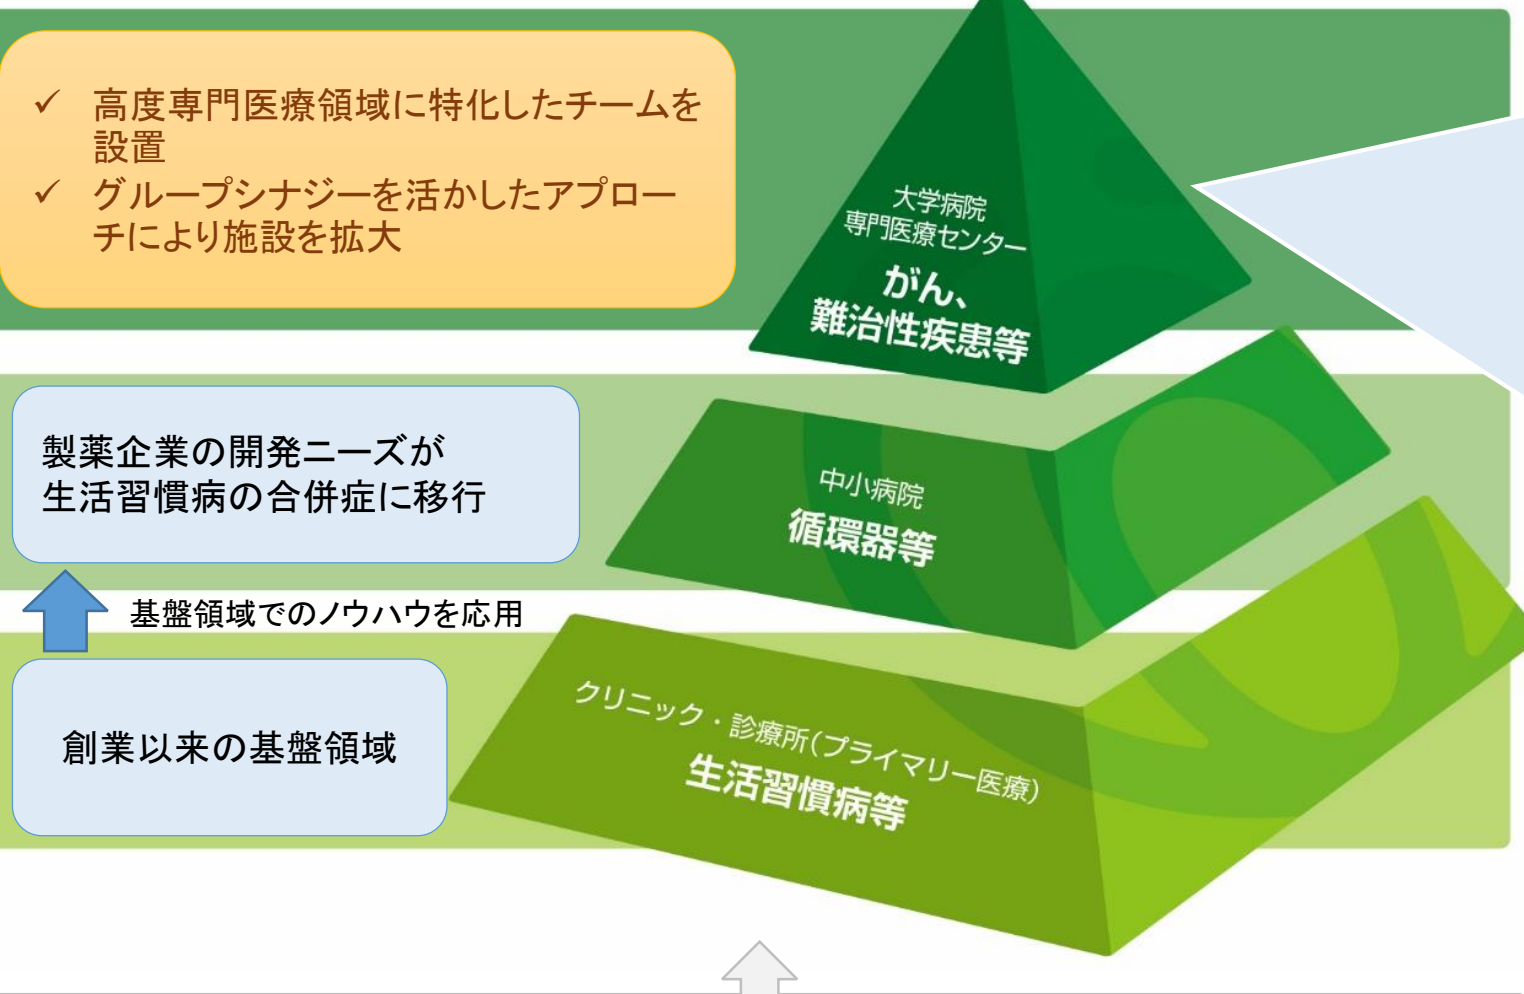 ✓ 高度専門医療領域に特化したチームを
設置
✓ グループシナジーを活かしたアプロー
チにより施設を拡大
大学病院
専門医療センター
がん、
難治性疾患等
製薬企業の開発ニーズが
生活習慣病の合併症に移行
中小病院
循環器等
基盤領域でのノウハウを応用
創業以来の基盤領域
クリニック・診療所(プライマリー医療)
生活習慣病等